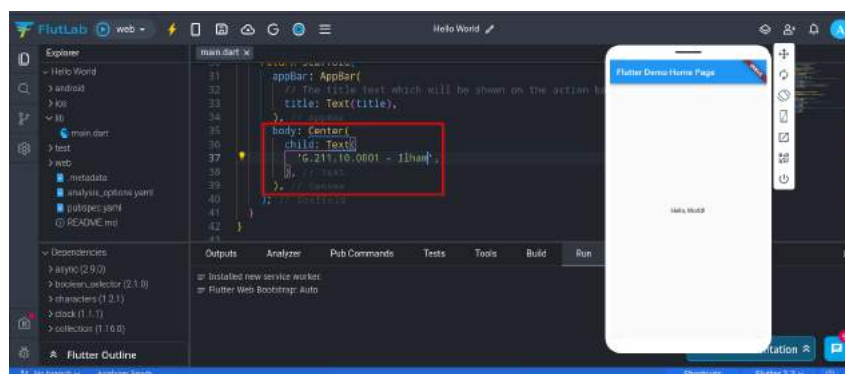 FlutLab web
Hello World
Explorer
Hello World
android
ios
lib
main.dart
test
web
.metadata
analysis_options.yaml
pubspec.yaml
README.md
Dependencies
async (2.9.0)
boolean_selector (2.1.0)
characters (1.2.1)
clock (1.1.1)
collection (1.16.0)
Flutter Outline
main.dart x
31 appBar: AppBar(
32 // The title text which will be shown on the action ba
33 title: Text(title),
34 ), // AppBar
35 body: Center(
36 child: Text(
37 'G.211.10.0801 - Ilham',
38 ), // Text
39 ), // Center
40 ); // Scaffold
41 }
42 }
43
Outputs Analyzer Pub Commands Tests Tools Build Run
Installed new service worker.
Flutter Web Bootstrap: Auto
Flutter Demo Home Page
Hello, World!
ntation